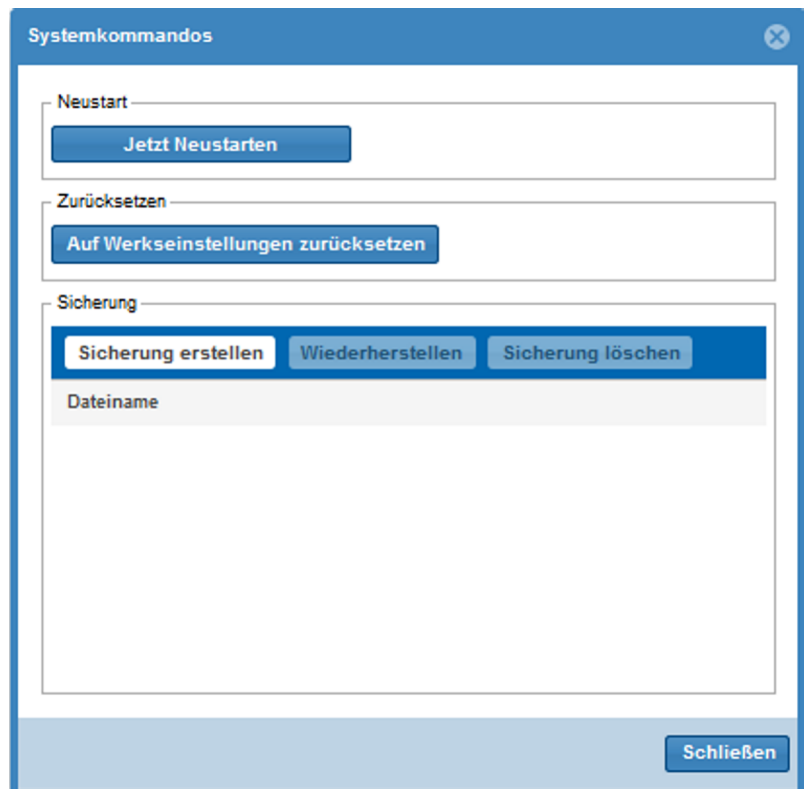 Systemkommandos
Neustart
Jetzt Neustarten
Zurücksetzen
Auf Werkseinstellungen zurücksetzen
Sicherung
Sicherung erstellen Wiederherstellen Sicherung löschen
Dateiname
Schließen